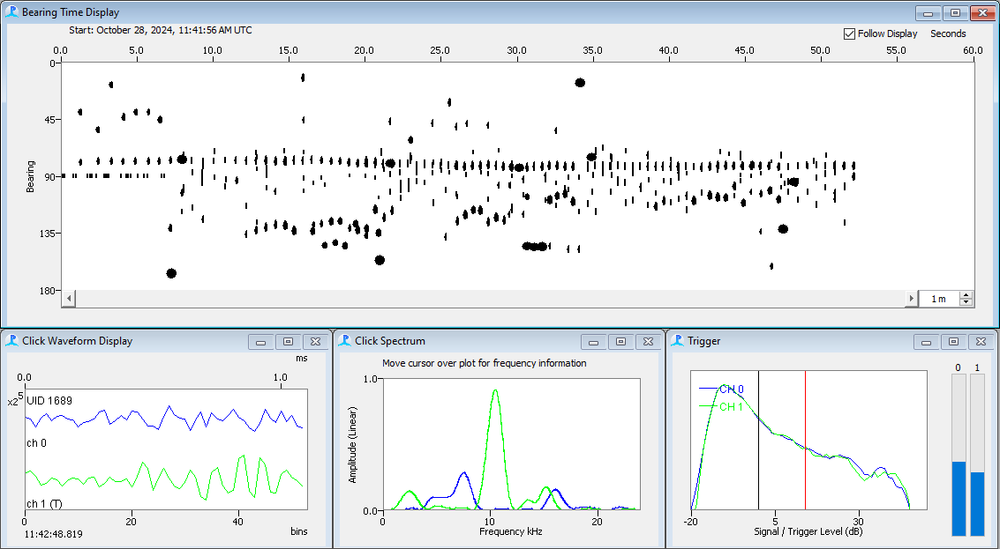 Bearing Time Display
Start: October 28, 2024, 11:41:56 AM UTC
Follow Display Seconds
0.0 5.0 10.0 15.0 20.0 25.0 30.0 35.0 40.0 45.0 50.0 55.0 60.0
0
45
Bearing
90
135
180
1 m
Click Waveform Display
ms
0.0 1.0
x2^5
UID 1689
ch 0
ch 1 (T)
0 20 40
11:42:48.819 bins
Click Spectrum
Move cursor over plot for frequency information
1.0
Amplitude (Linear)
0.0
0 10 20
Frequency kHz
Trigger
0 1
CH 0
CH 1
-20 5 30
Signal / Trigger Level (dB)